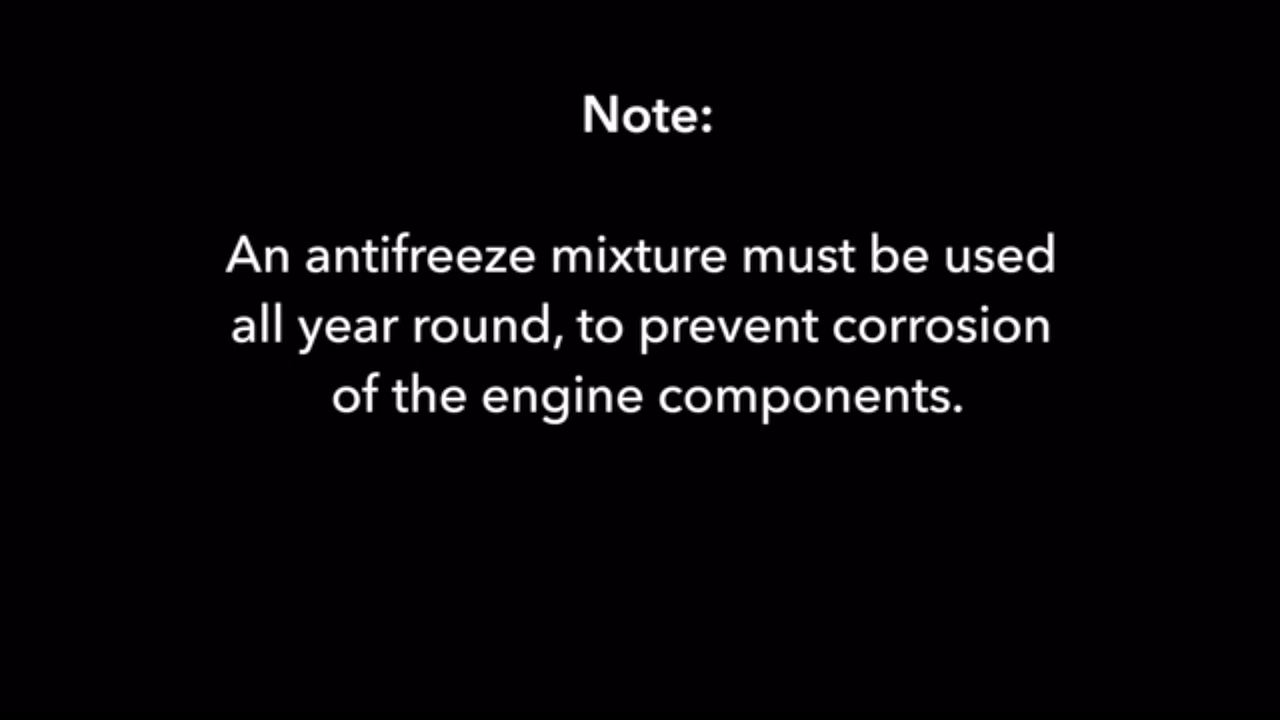 Note:
An antifreeze mixture must be used
all year round, to prevent corrosion
of the engine components.